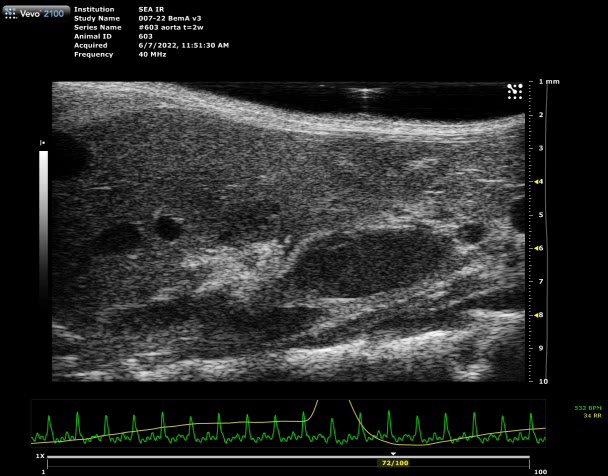 Vevo 2100
Institution SEA IR
Study Name 007-22 BemA v3
Series Name #603 aorta t=2w
Animal ID 603
Acquired 6/7/2022, 11:51:30 AM
Frequency 40 MHz
1 mm
2
3
4
5
6
7
8
9
10
532 BPM
34 RR
1X
72/100
1
100